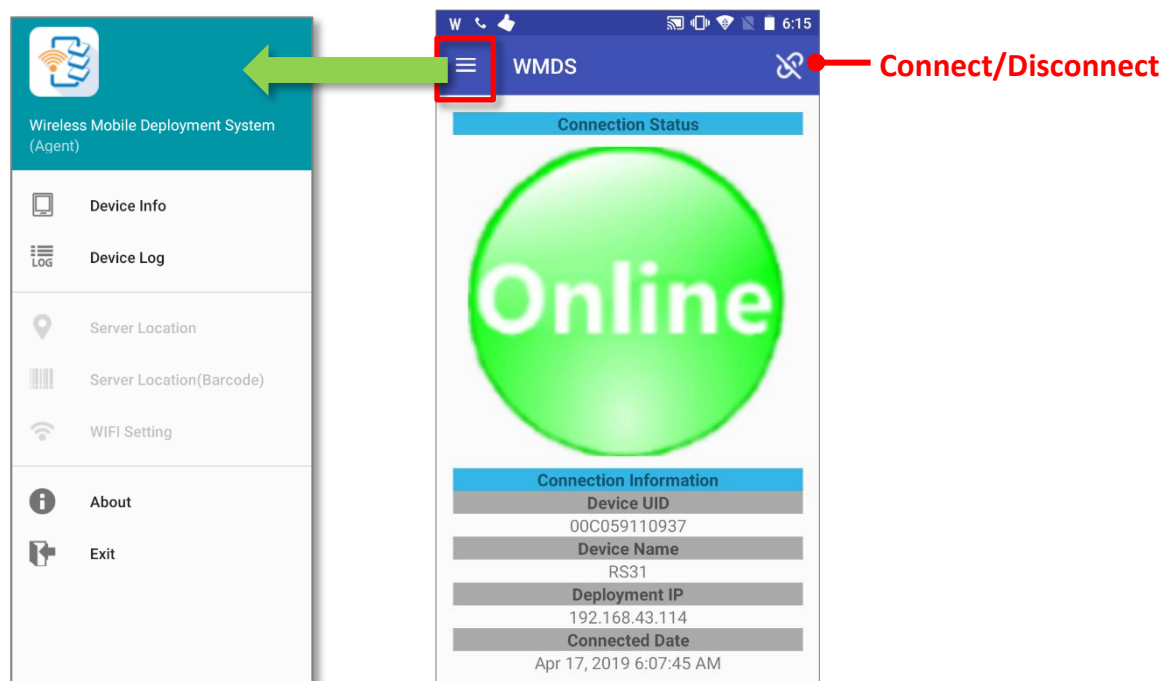 Wireless Mobile Deployment System
(Agent)
Device Info
LOG
Device Log
Server Location
Server Location(Barcode)
WIFI Setting
About
Exit
W 6:15
WMDS
Connect/Disconnect
Connection Status
Online
Connection Information
Device UID
00C059110937
Device Name
RS31
Deployment IP
192.168.43.114
Connected Date
Apr 17, 2019 6:07:45 AM